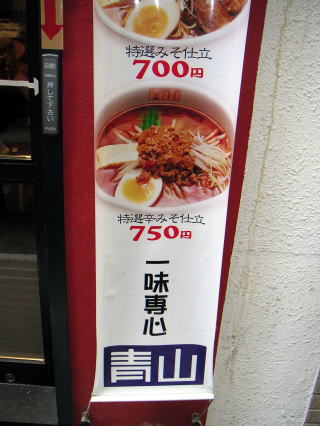 特選みそ仕立
700円
押して下さい
PUSH
特選辛みそ仕立
750円
一味専心
青山